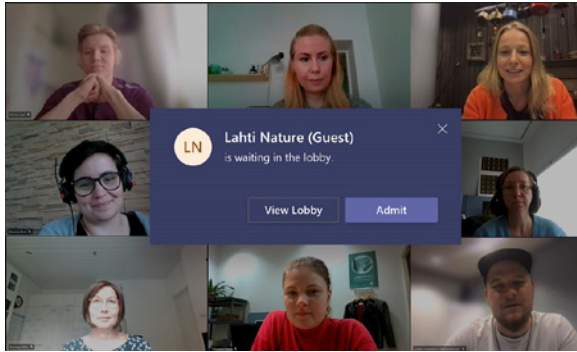 LN
Lahti Nature (Guest)
is waiting in the lobby.
View Lobby
Admit